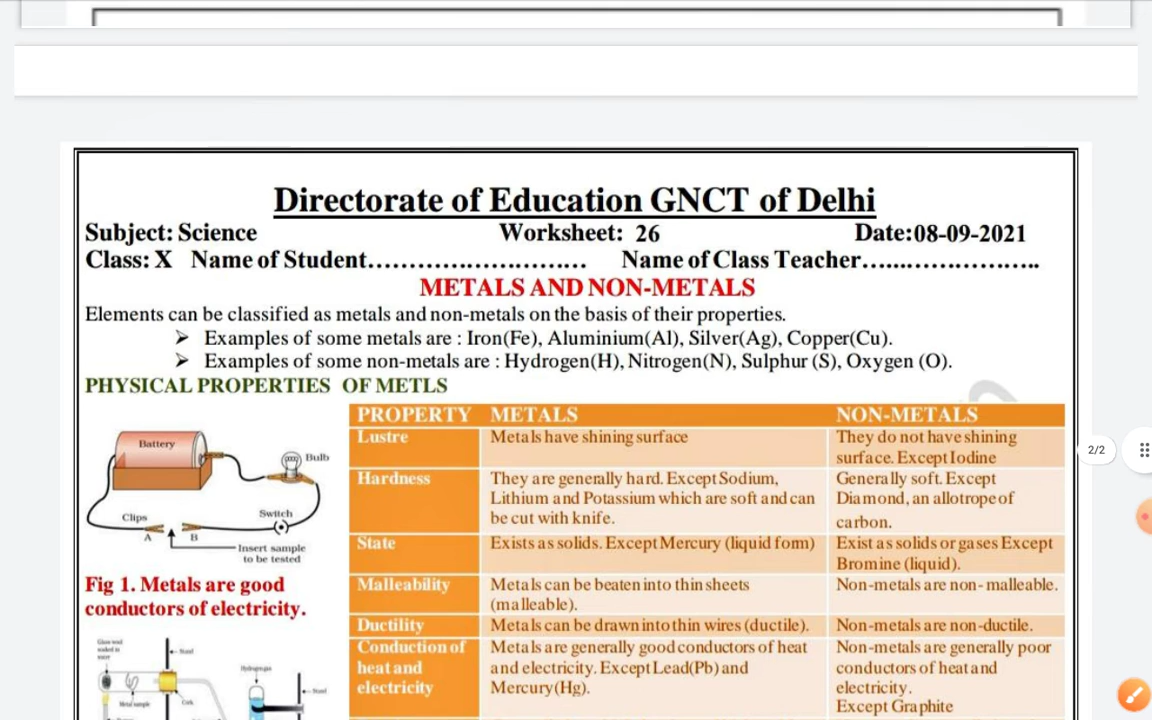 Directorate of Education GNCT of Delhi
Subject: Science Worksheet: 26 Date:08-09-2021
Class: X Name of Student............................ Name of Class Teacher........................
METALS AND NON-METALS
Elements can be classified as metals and non-metals on the basis of their properties.
➢ Examples of some metals are : Iron(Fe), Aluminium(Al), Silver(Ag), Copper(Cu).
➢ Examples of some non-metals are : Hydrogen(H), Nitrogen(N), Sulphur (S), Oxygen (O).
PHYSICAL PROPERTIES OF METLS
Battery
Bulb
Clips
Switch
A
B
Insert sample
to be tested
Fig 1. Metals are good
conductors of electricity.
Stand
Metal sample
Cork
Hydrogen gas
Stand
PROPERTY METALS NON-METALS
Lustre
Metals have shining surface
They do not have shining
surface. Except Iodine
Hardness
They are generally hard. Except Sodium,
Lithium and Potassium which are soft and can
be cut with knife.
Generally soft. Except
Diamond, an allotrope of
carbon.
State
Exists as solids. Except Mercury (liquid form)
Exist as solids or gases Except
Bromine (liquid).
Malleability
Metals can be beaten into thin sheets
(malleable).
Non-metals are non- malleable.
Ductility
Metals can be drawn into thin wires (ductile).
Non-metals are non-ductile.
Conduction of
heat and
electricity
Metals are generally good conductors of heat
and electricity. Except Lead(Pb) and
Mercury(Hg).
Non-metals are generally poor
conductors of heat and
electricity.
Except Graphite
2/2